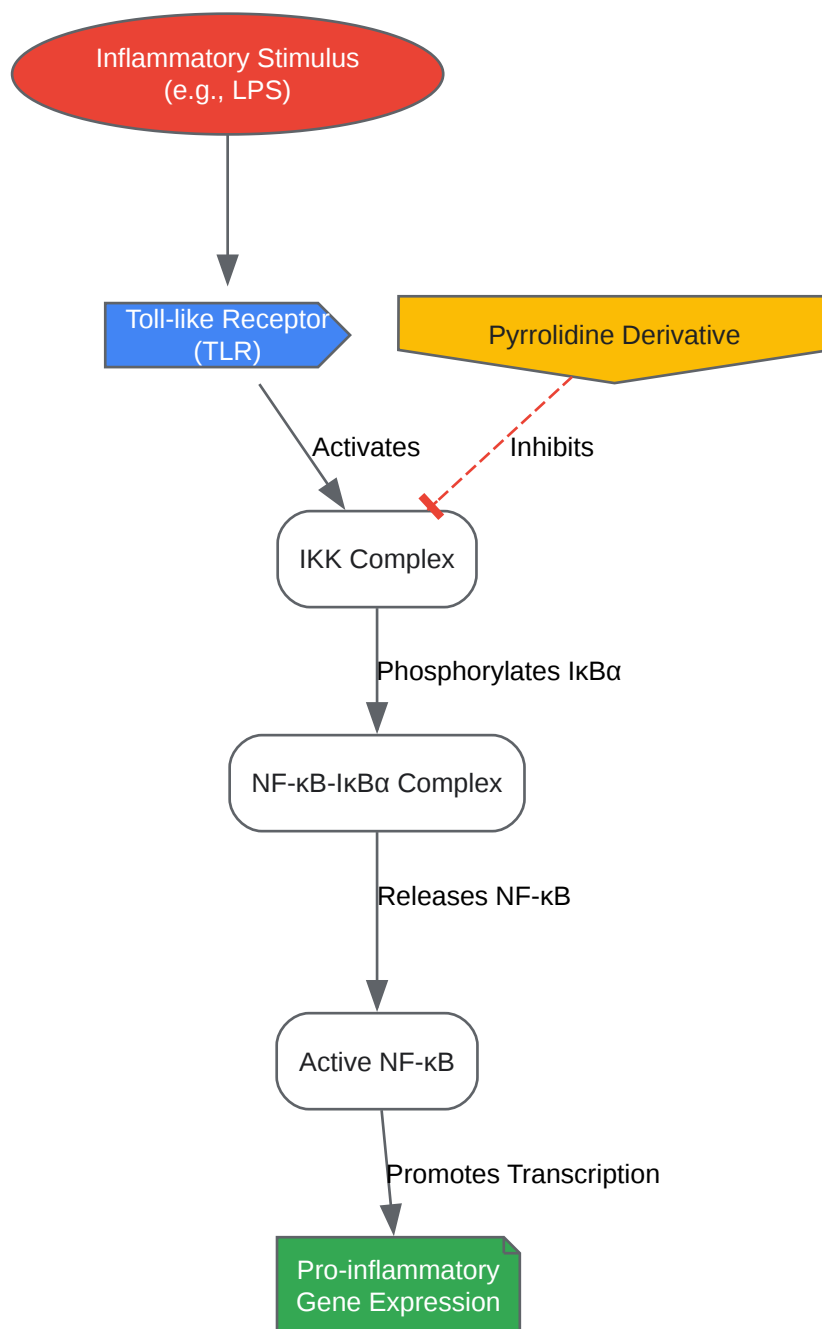 Inflammatory Stimulus
(e.g., LPS)
Toll-like Receptor
(TLR)
Pyrrolidine Derivative
Activates
Inhibits
IKK Complex
Phosphorylates IκBα
NF-κB-IκBα Complex
Releases NF-κB
Active NF-κB
Promotes Transcription
Pro-inflammatory
Gene Expression